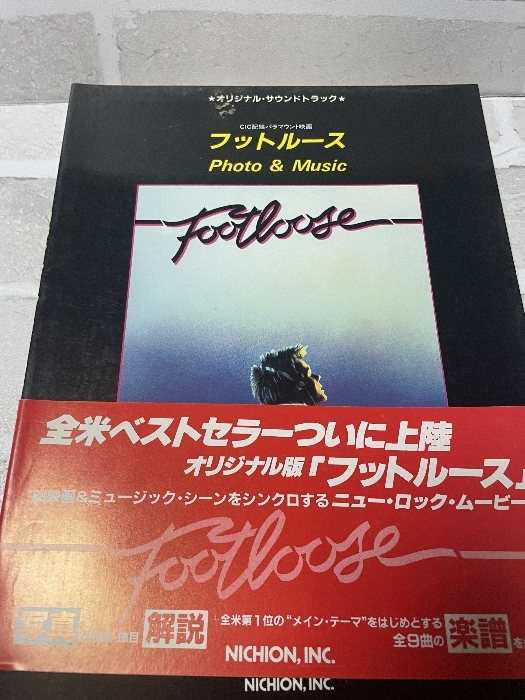 ★オリジナル・サウンドトラック★
CIC配給パラマウント映画
フットルース
Photo & Music
Footloose
全米ベストセラーついに上陸
オリジナル版「フットルース」
映画&ミュージック・シーンをシンクロするニュー・ロック・ムービー
Footloose
写真 曲目 解説 全米第1位の“メイン・テーマ”をはじめとする
全9曲の 楽譜を
NICHION, INC.
NICHION, INC.